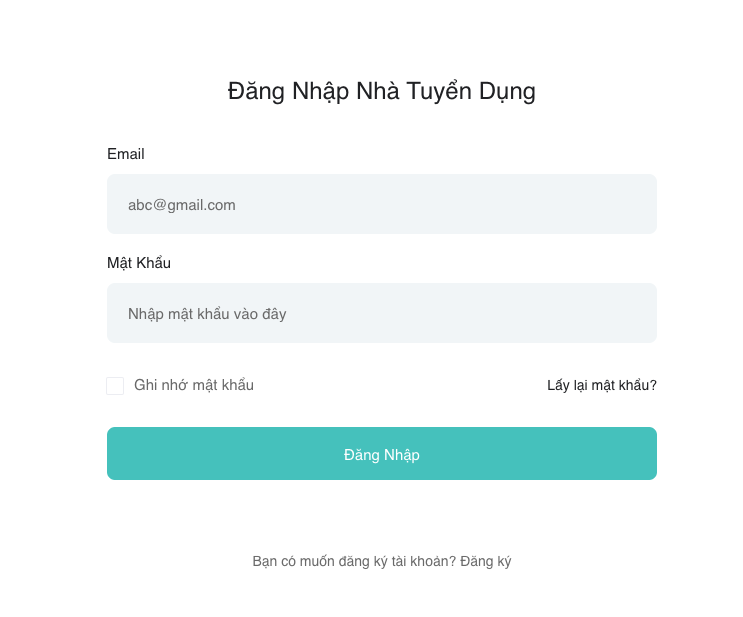 Đăng Nhập Nhà Tuyển Dụng
Email
abc@gmail.com
Mật Khẩu
Nhập mật khẩu vào đây
Ghi nhớ mật khẩu
Lấy lại mật khẩu?
Đăng Nhập
Bạn có muốn đăng ký tài khoản? Đăng ký